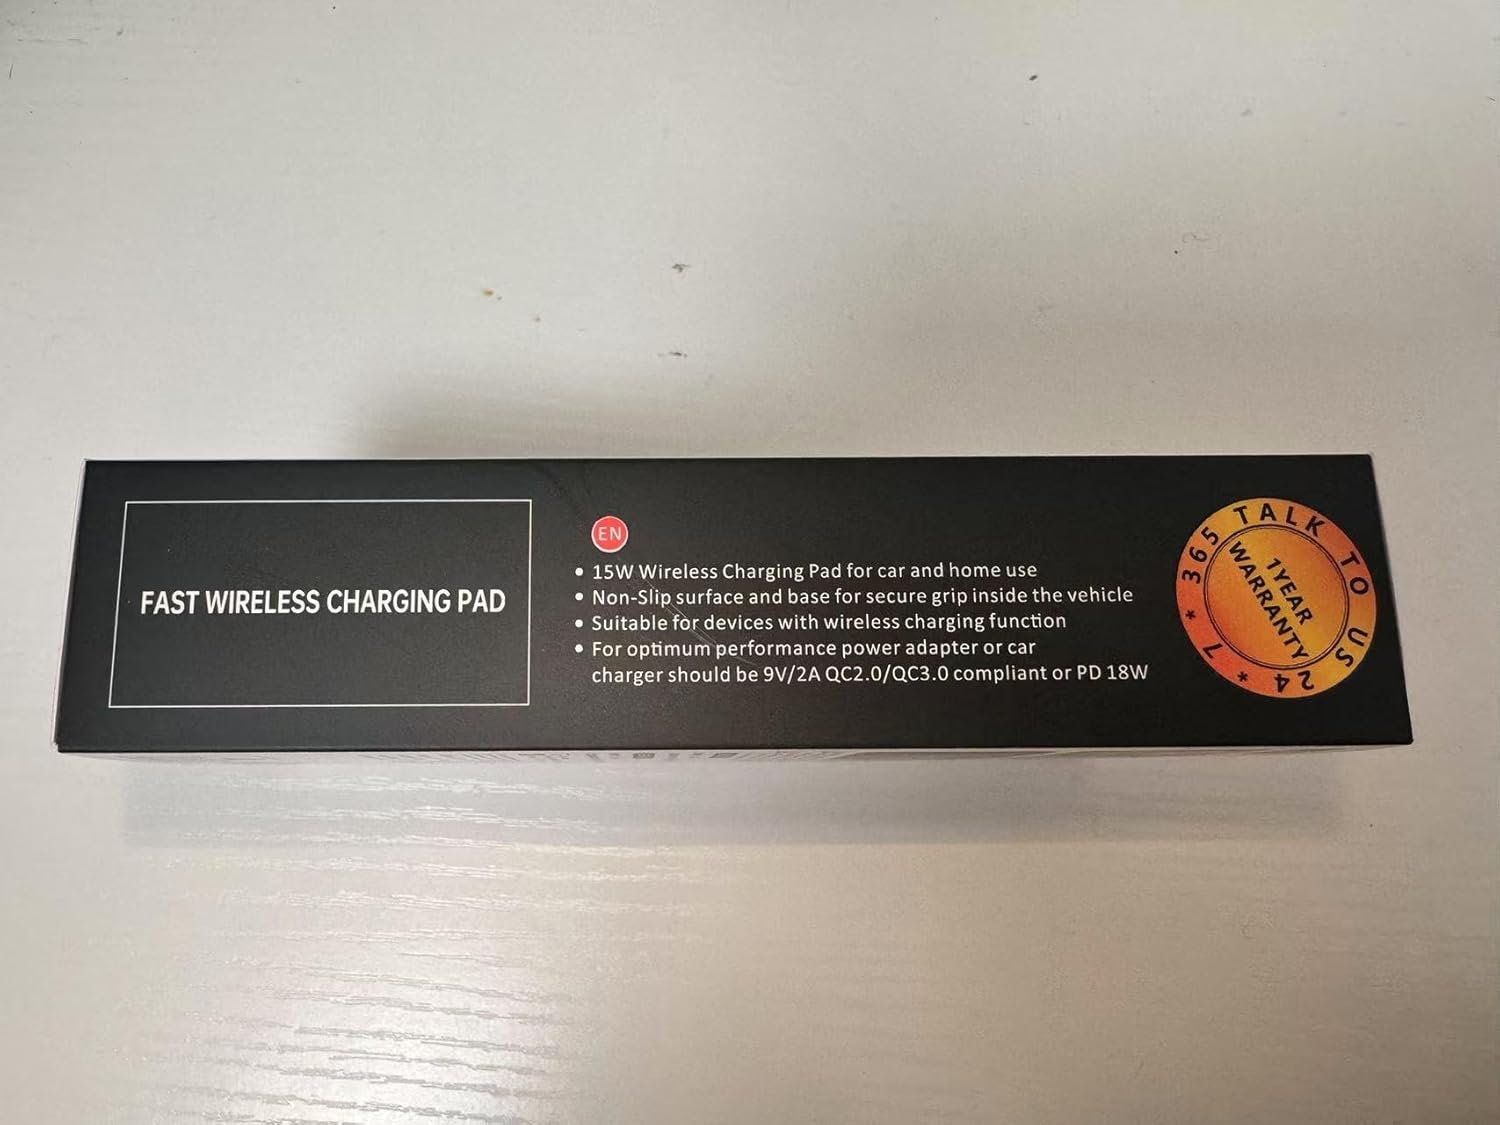 FAST WIRELESS CHARGING PAD
EN
• 15W Wireless Charging Pad for car and home use
• Non-Slip surface and base for secure grip inside the vehicle
• Suitable for devices with wireless charging function
• For optimum performance power adapter or car
charger should be 9V/2A QC2.0/QC3.0 compliant or PD 18W
TALK TO US 24 * 7 * 365
1YEAR
WARRANTY